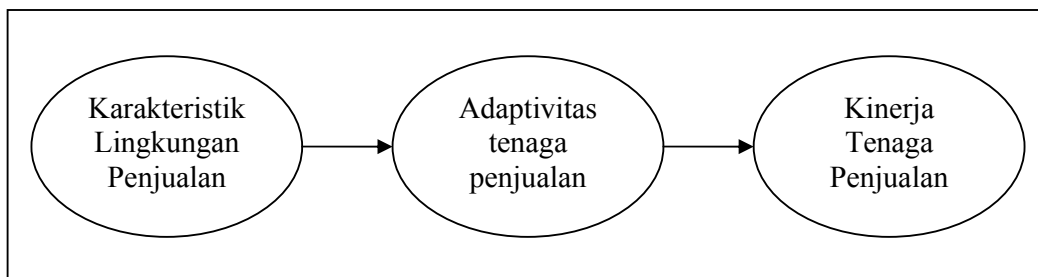 Karakteristik
Lingkungan
Penjualan
Adaptivitas
tenaga
penjualan
Kinerja
Tenaga
Penjualan